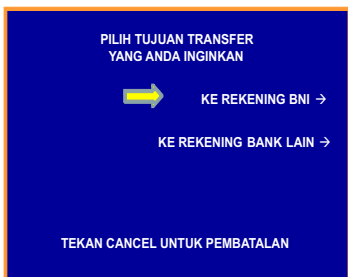 PILIH TUJUAN TRANSFER
YANG ANDA INGINKAN
KE REKENING BNI →
KE REKENING BANK LAIN →
TEKAN CANCEL UNTUK PEMBATALAN